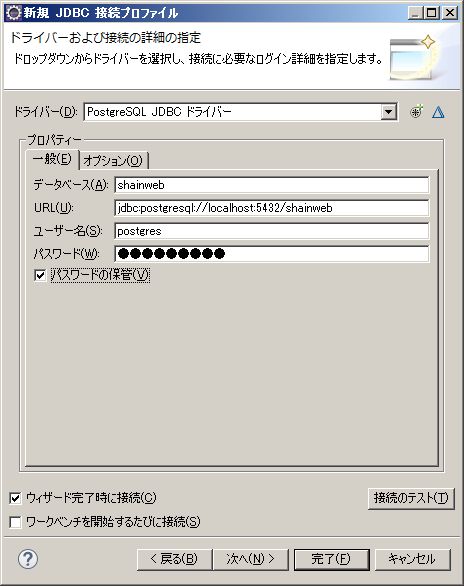 新規 JDBC 接続プロファイル
ドライバーおよび接続の詳細の指定
ドロップダウンからドライバーを選択し、接続に必要なログイン詳細を指定します。
ドライバー(D): PostgreSQL JDBC ドライバー
プロパティー
一般(E) オプション(O)
データベース(A): shainweb
URL(U): jdbc:postgresql://localhost:5432/shainweb
ユーザー名(S): postgres
パスワード(W): ●●●●●●●●●
パスワードの保管(V)
ウィザード完了時に接続(C) 接続のテスト(T)
ワークベンチを開始するたびに接続(S)
? < 戻る(B) 次へ(N) > 完了(F) キャンセル